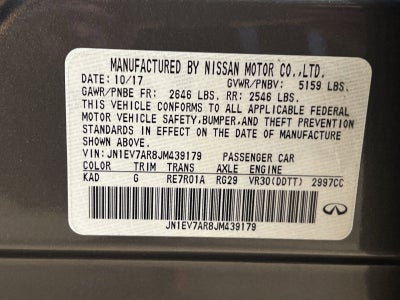 MANUFACTURED BY NISSAN MOTOR CO.,LTD.
DATE: 10/17 GVWR/PNBV: 5159 LBS.
GAWR/PNBE FR: 2646 LBS. RR: 2546 LBS.
THIS VEHICLE CONFORMS TO ALL APPLICABLE FEDERAL
MOTOR VEHICLE SAFETY, BUMPER, AND THEFT PREVENTION
STANDARDS IN EFFECT ON THE DATE OF MANUFACTURE
SHOWN ABOVE.
VIN: JN1EV7AR8JM439179 PASSENGER CAR
COLOR TRIM TRANS AXLE ENGINE
KAD G RE7R01A RG29 VR30(DDTT) 2997CC
JN1EV7AR8JM439179